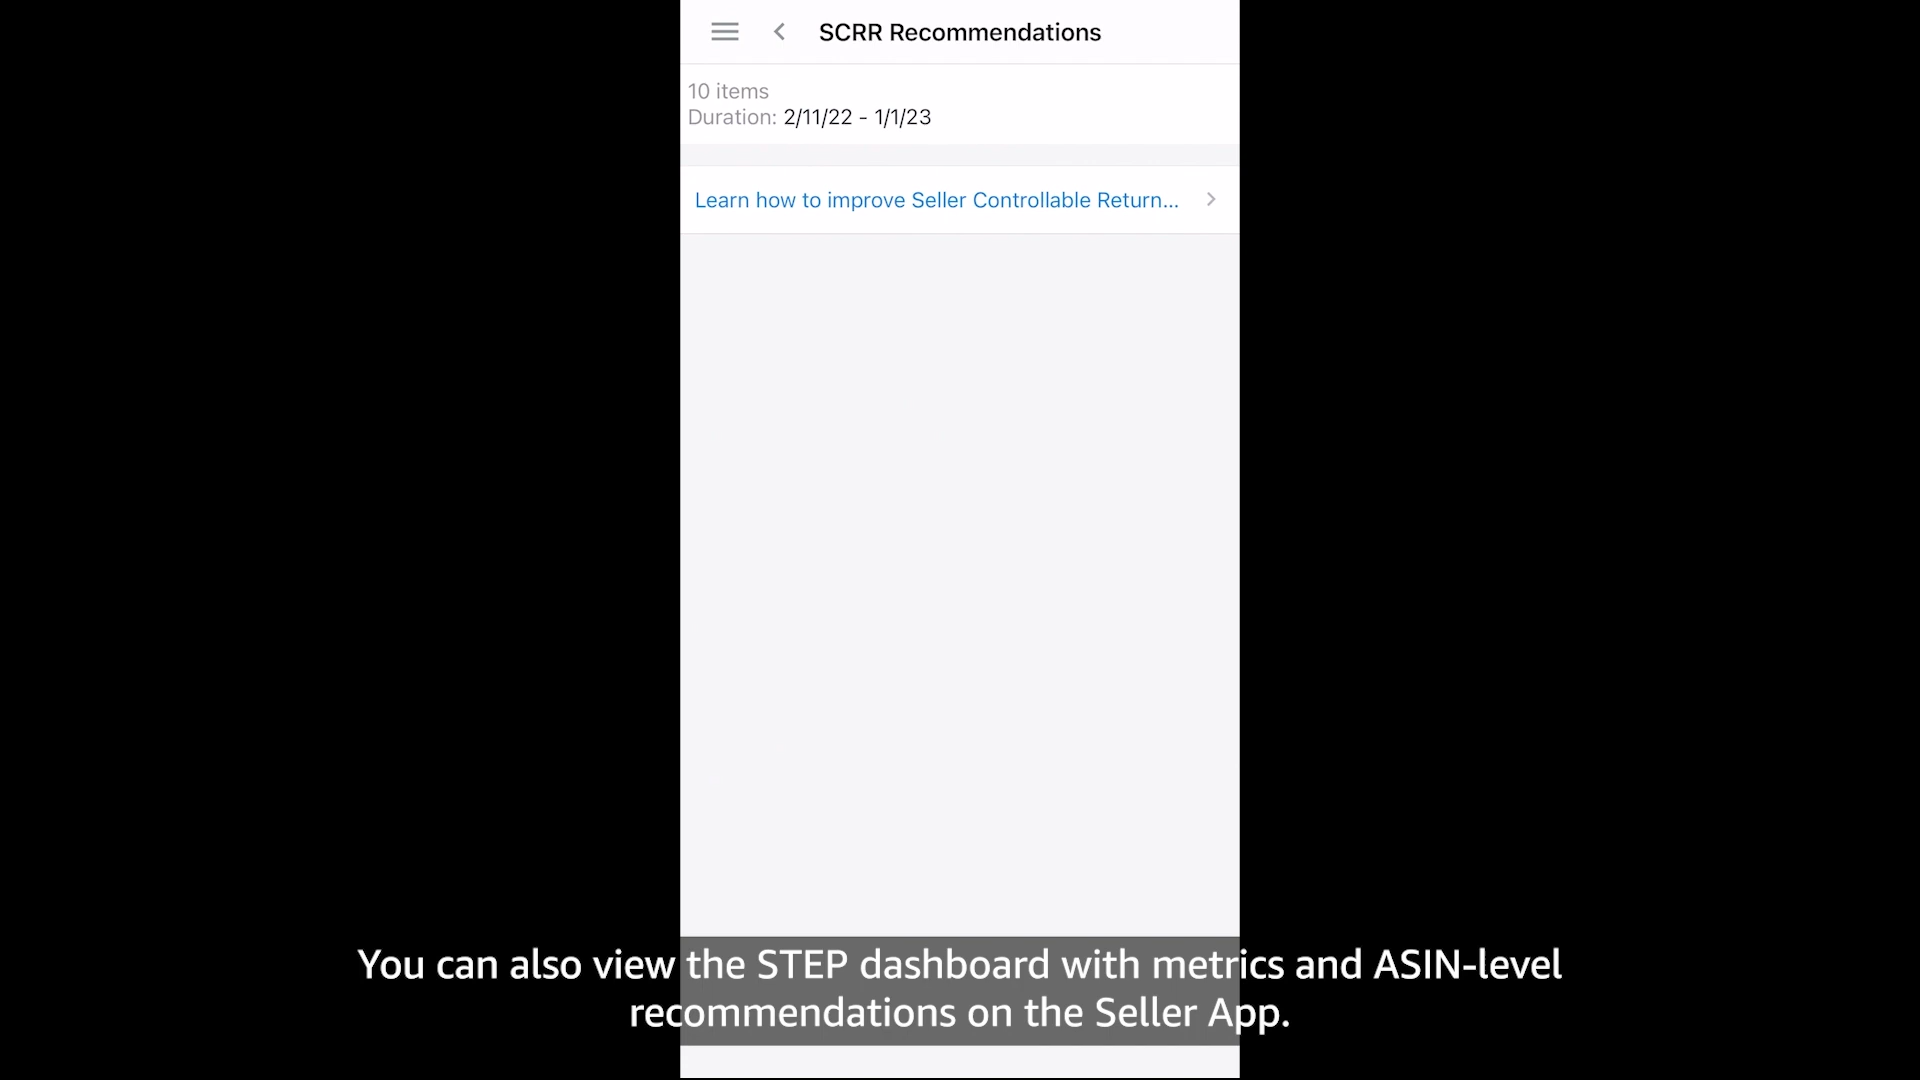 SCRR Recommendations
10 items
Duration: 2/11/22 - 1/1/23
Learn how to improve Seller Controllable Return...
You can also view the STEP dashboard with metrics and ASIN-level
recommendations on the Seller App.